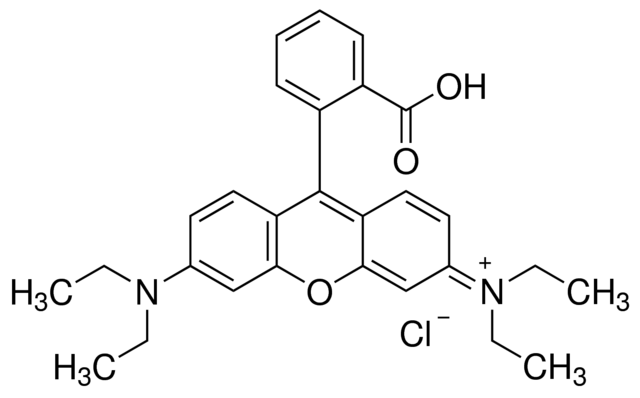 OH
O
H₃C N O N⁺ CH₃
Cl⁻
H₃C CH₃